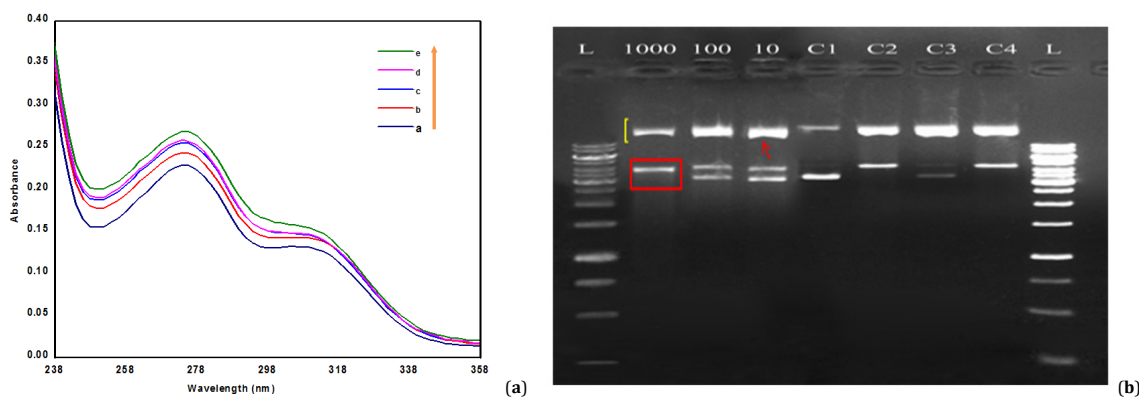 0.40
0.35
0.30
0.25
0.20
0.15
0.10
0.05
0.00
Absorbance
238 258 278 298 318 338 358
Wavelength (nm)
e
d
c
b
a
(a)
L 1000 100 10 C1 C2 C3 C4 L
(b)